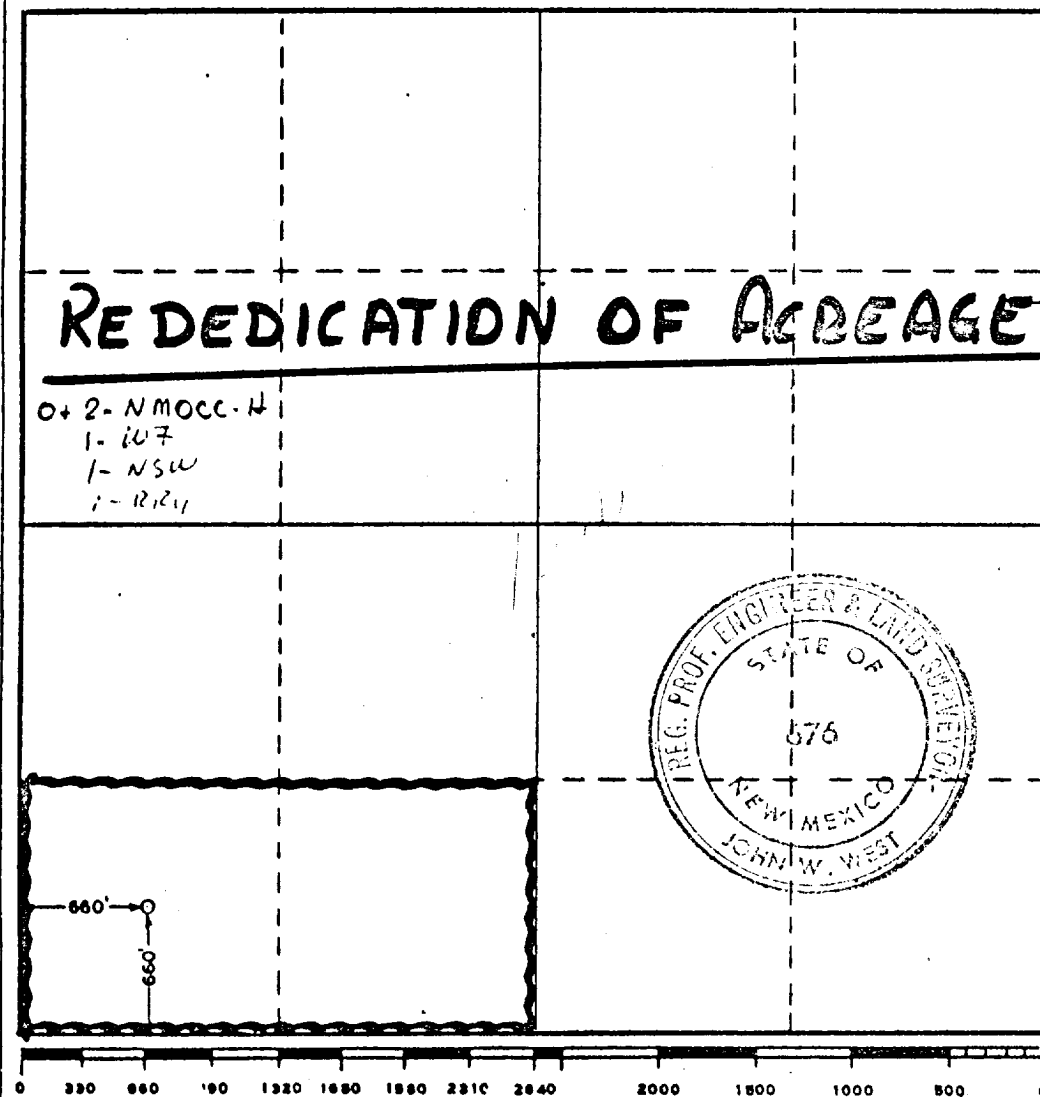 REDEDICATION OF ACREAGE
0+2-NMOCC-H
1-
1-NSW
REG. PROF. ENGINEER & LAND SURVEYOR
STATE OF
676
NEW MEXICO
JOHN W. WEST
660'
660'
0 330 660 190 1320 1650 1980 2310 2640 2000 1500 1000 500